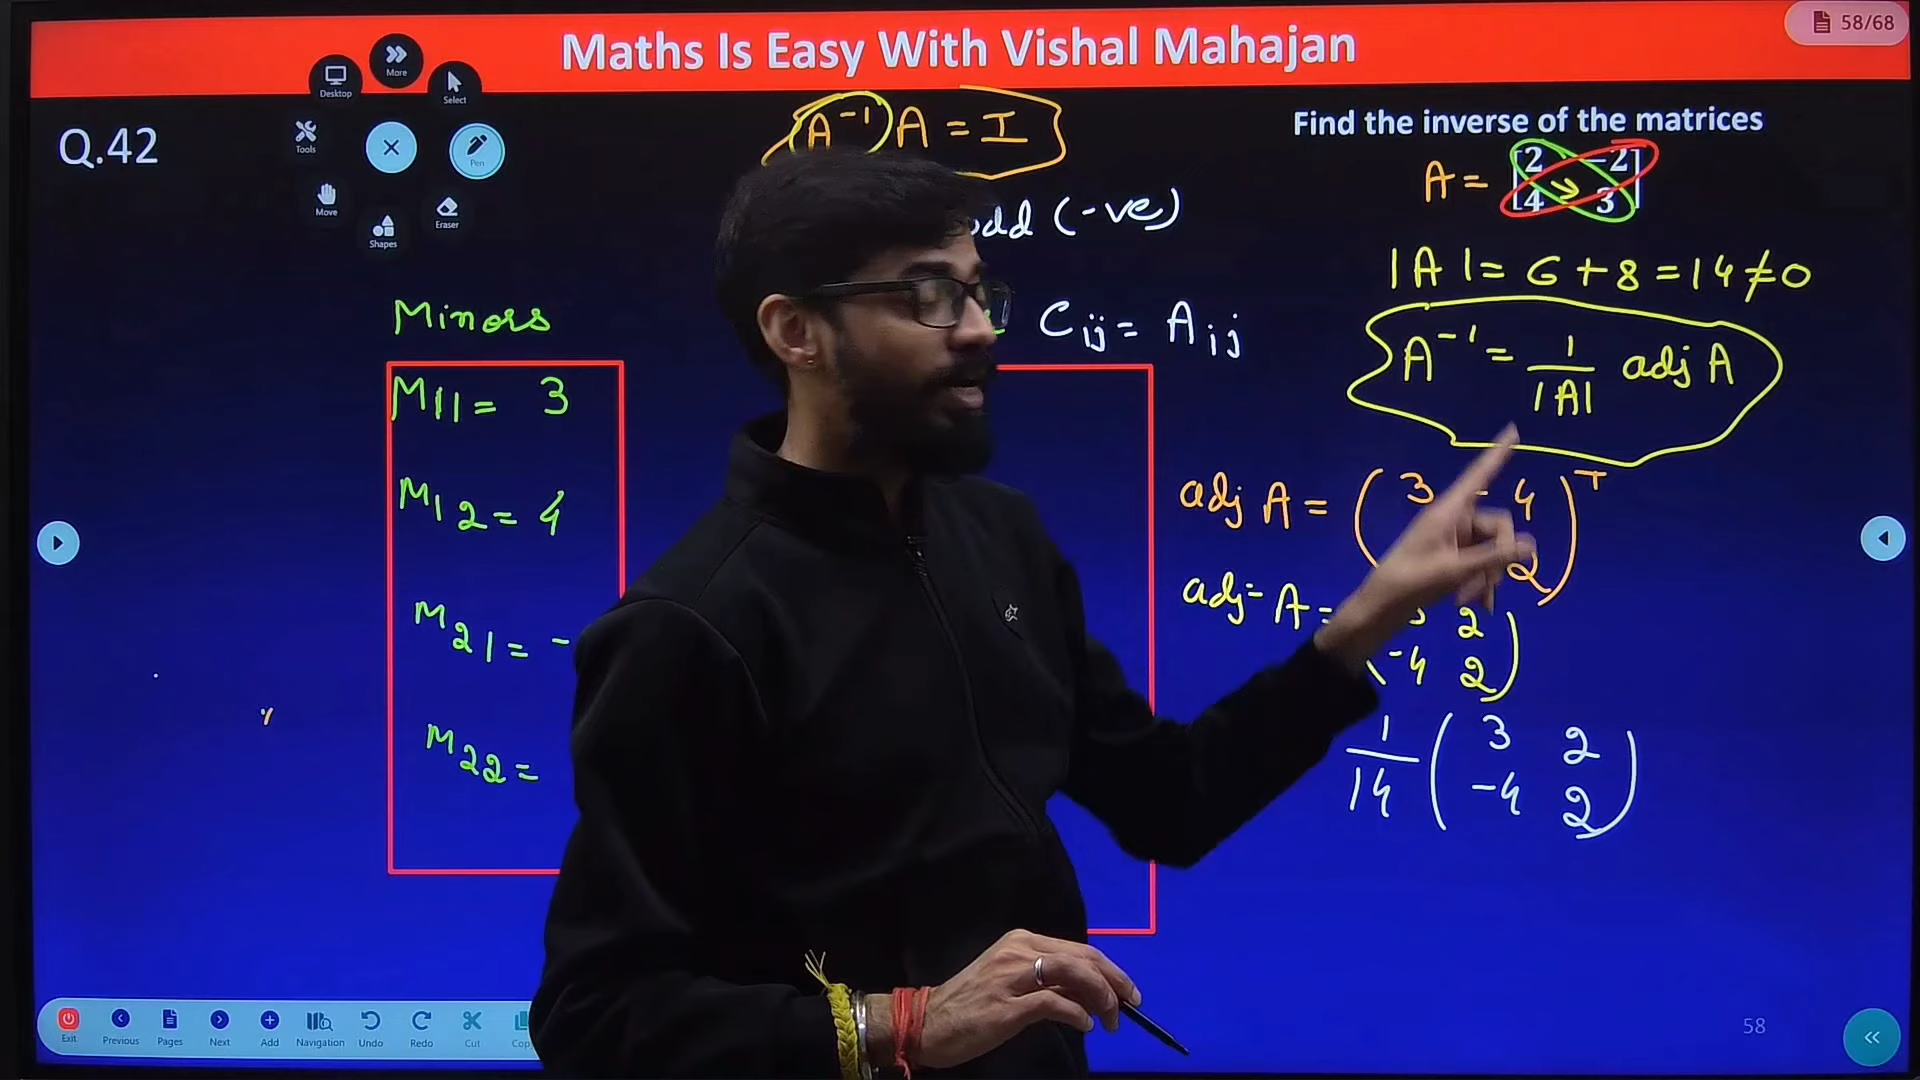 58/68
Maths Is Easy With Vishal Mahajan
More
Desktop
Select
Tools
Pen
Move
Eraser
Shapes
Q.42
A⁻¹ A = I
odd (-ve)
Cij = Aij
Minors
M11 = 3
M12 = 4
M21 = -
M22 =
Find the inverse of the matrices
A = [2 -2]
[4 3]
|A| = 6 + 8 = 14 ≠ 0
A⁻¹ = 1/|A| adj A
adj A = (3 - 4)ᵀ
2
adj A =
2
-4 2
1/14 (3 2)
(-4 2)
Exit
Previous
Pages
Next
Add
Navigation
Undo
Redo
Cut
58